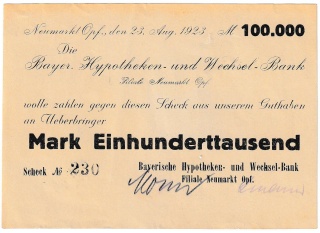 Neumarkt Opf., den 23. Aug. 1923 M 100.000
Die
Bayer. Hypotheken- und Wechsel-Bank
Filiale Neumarkt Opf.
wolle zahlen gegen diesen Scheck aus unserem Guthaben
an Ueberbringer
Mark Einhunderttausend
Scheck № 230
Bayerische Hypotheken- und Wechsel-Bank
Filiale Neumarkt Opf.